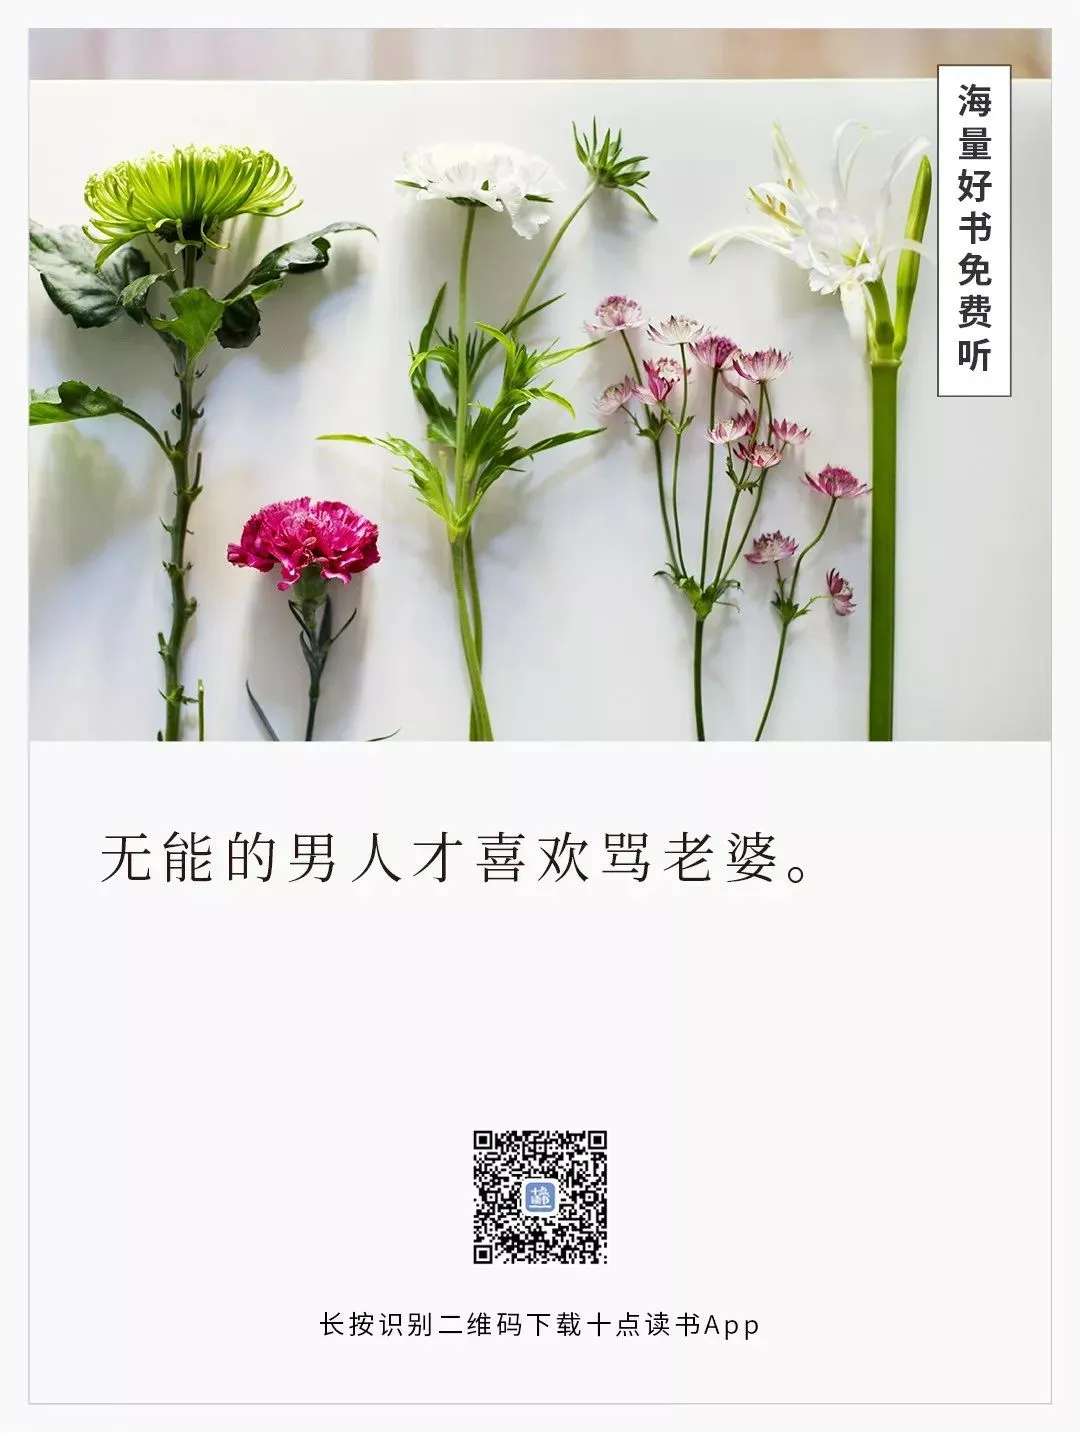 海量好书免费听
无能的男人才喜欢骂老婆。
长按识别二维码下载十点读书App